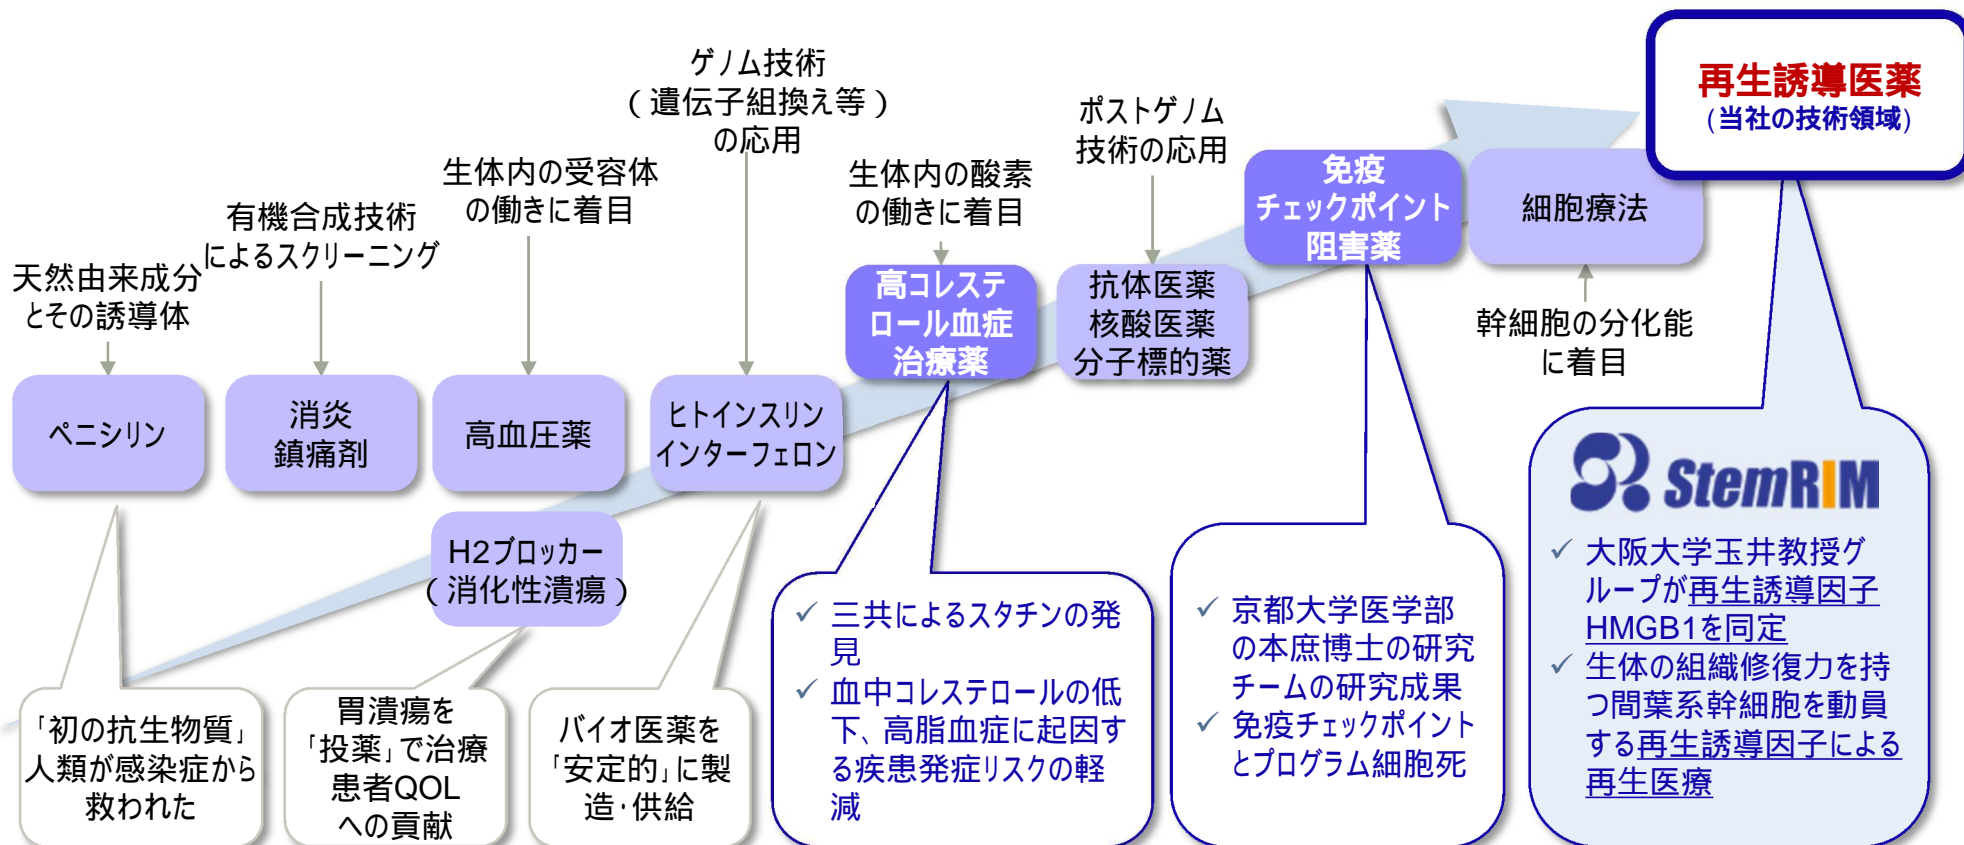 天然由来成分
とその誘導体
ペニシリン
「初の抗生物質」
人類が感染症から
救われた
有機合成技術
によるスクリーニング
消炎
鎮痛剤
生体内の受容体
の働きに着目
高血圧薬
H2ブロッカー
(消化性潰瘍)
胃潰瘍を
「投薬」で治療
患者QOL
への貢献
ゲノム技術
(遺伝子組換え等)
の応用
ヒトインスリン
インターフェロン
バイオ医薬を
「安定的」に製
造・供給
生体内の酸素
の働きに着目
高コレステ
ロール血症
治療薬
✓ 三共によるスタチンの発
見
✓ 血中コレステロールの低
下、高脂血症に起因す
る疾患発症リスクの軽
減
ポストゲノム
技術の応用
抗体医薬
核酸医薬
分子標的薬
免疫
チェックポイント
阻害薬
✓ 京都大学医学部
の本庶博士の研究
チームの研究成果
✓ 免疫チェックポイント
とプログラム細胞死
細胞療法
幹細胞の分化能
に着目
再生誘導医薬
(当社の技術領域)
StemRIM
✓ 大阪大学玉井教授グ
ループが再生誘導因子
HMGB1を同定
✓ 生体の組織修復力を持
つ間葉系幹細胞を動員
する再生誘導因子による
再生医療